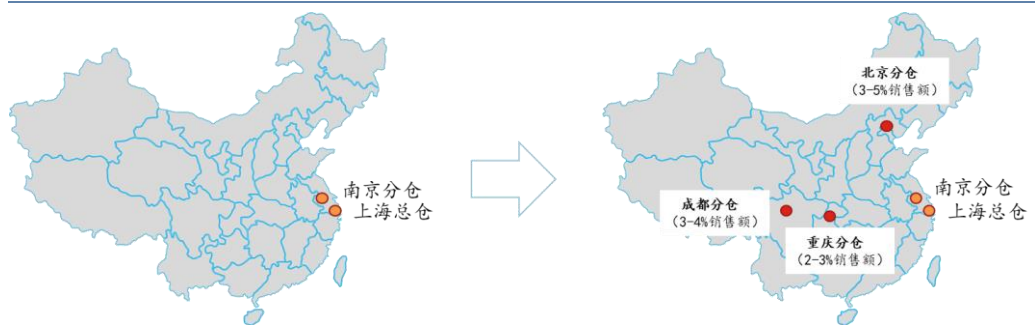 南京分仓
上海总仓
北京分仓
(3-5%销售额)
南京分仓
上海总仓
成都分仓
(3-4%销售额)
重庆分仓
(2-3%销售额)